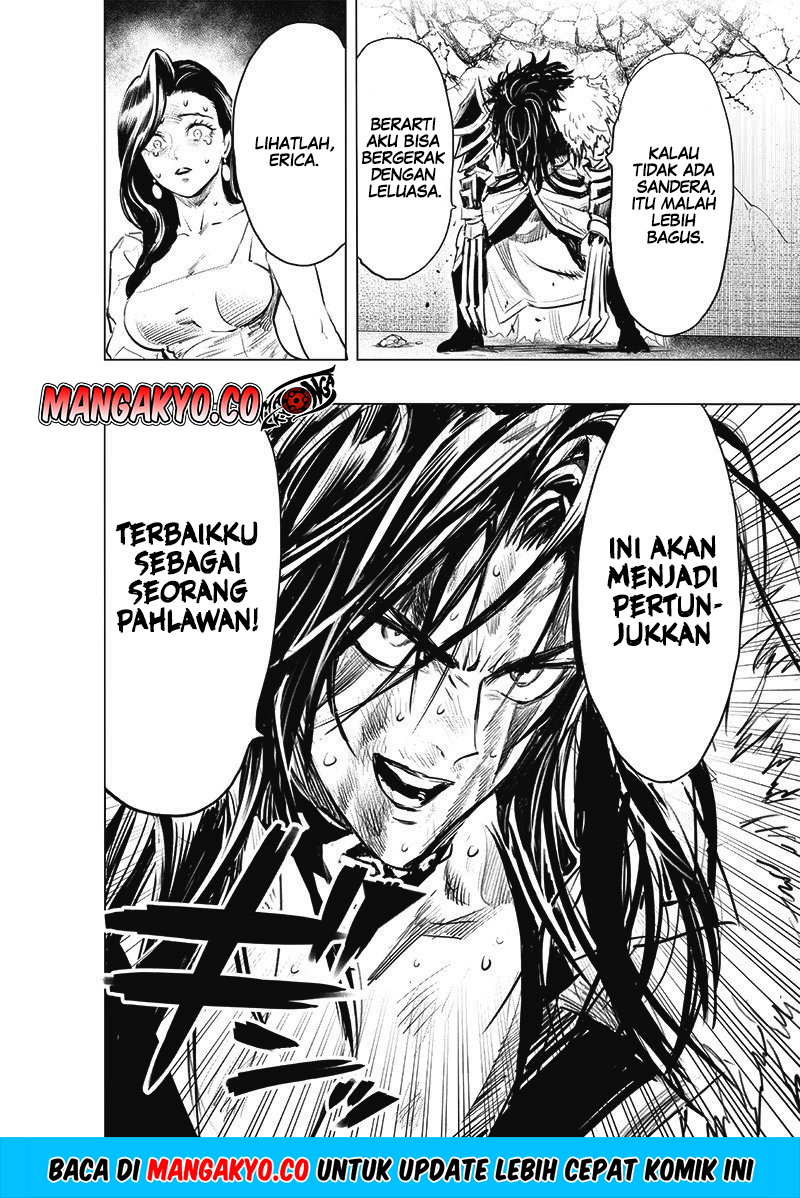 KALAU
TIDAK ADA
SANDERA,
ITU MALAH
LEBIH
BAGUS.
BERARTI
AKU BISA
BERGERAK
DENGAN
LELUASA.
LIHATLAH,
ERICA.
MANGAKYO.CO
INI AKAN
MENJADI
PERTUN-
JUKKAN
TERBAIKKU
SEBAGAI
SEORANG
PAHLAWAN!
BACA DI MANGAKYO.CO UNTUK UPDATE LEBIH CEPAT KOMIK INI